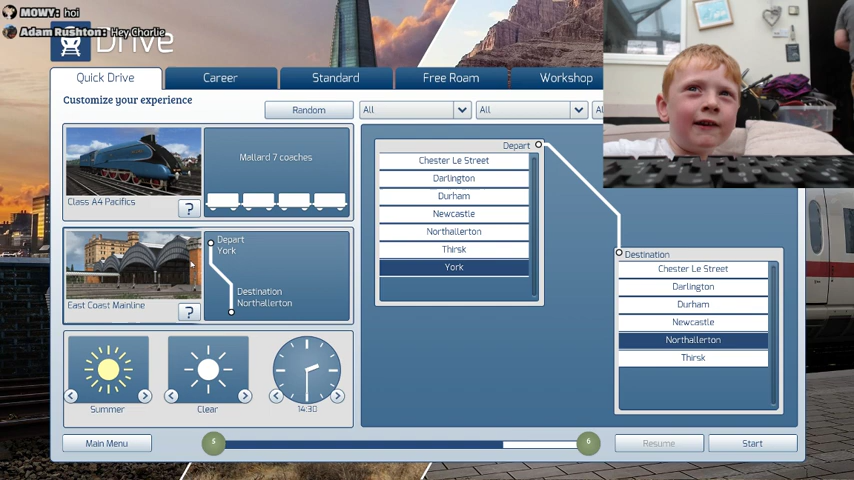 MOWY: hoi
Adam Rushton: Hey Charlie
Drive
Quick Drive
Career
Standard
Free Roam
Workshop
Customize your experience
Random
All
All
Al
Mallard 7 coaches
Class A4 Pacifics
?
Depart
York
Destination
Northallerton
East Coast Mainline
?
Summer
Clear
14:30
Depart
Chester Le Street
Darlington
Durham
Newcastle
Northallerton
Thirsk
York
Destination
Chester Le Street
Darlington
Durham
Newcastle
Northallerton
Thirsk
Main Menu
5
6
Resume
Start